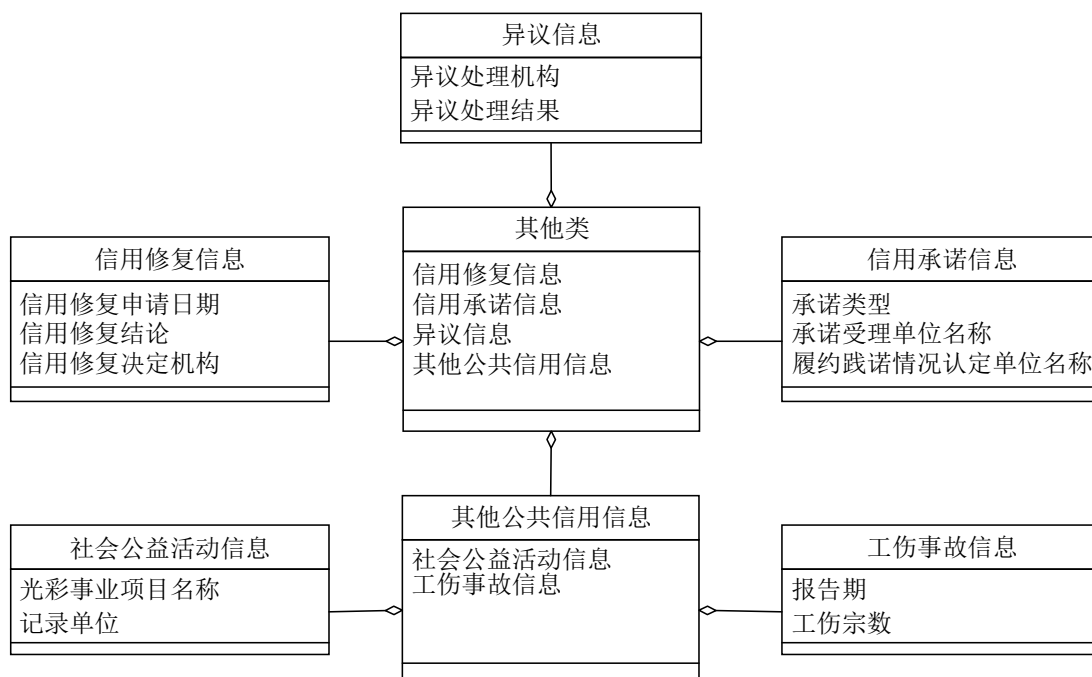 异议信息
异议处理机构
异议处理结果
其他类
信用修复信息
信用承诺信息
异议信息
其他公共信用信息
信用修复信息
信用修复申请日期
信用修复结论
信用修复决定机构
信用承诺信息
承诺类型
承诺受理单位名称
履约践诺情况认定单位名称
其他公共信用信息
社会公益活动信息
工伤事故信息
社会公益活动信息
光彩事业项目名称
记录单位
工伤事故信息
报告期
工伤宗数